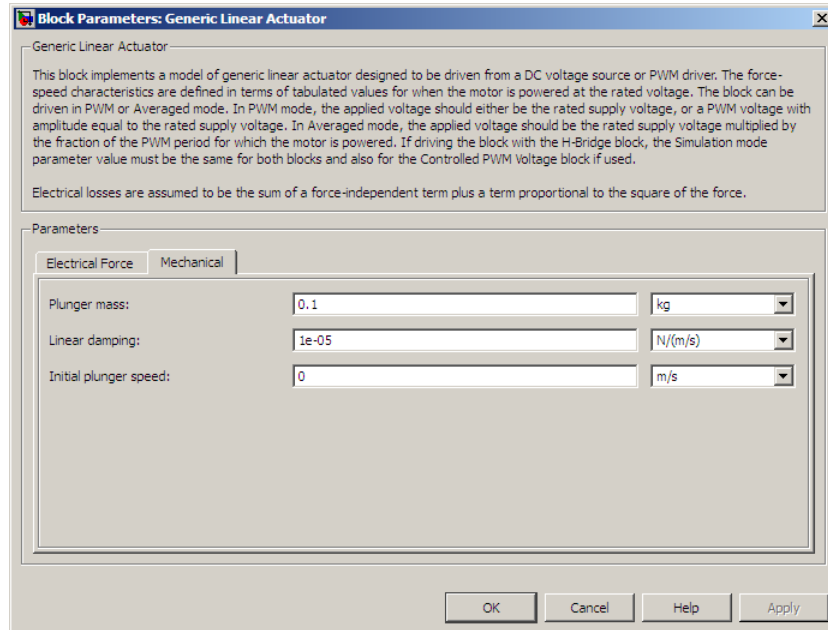 Block Parameters: Generic Linear Actuator
Generic Linear Actuator
This block implements a model of generic linear actuator designed to be driven from a DC voltage source or PWM driver. The force-
speed characteristics are defined in terms of tabulated values for when the motor is powered at the rated voltage. The block can be
driven in PWM or Averaged mode. In PWM mode, the applied voltage should either be the rated supply voltage, or a PWM voltage with
amplitude equal to the rated supply voltage. In Averaged mode, the applied voltage should be the rated supply voltage multiplied by
the fraction of the PWM period for which the motor is powered. If driving the block with the H-Bridge block, the Simulation mode
parameter value must be the same for both blocks and also for the Controlled PWM Voltage block if used.
Electrical losses are assumed to be the sum of a force-independent term plus a term proportional to the square of the force.
Parameters
Electrical Force Mechanical
Plunger mass: 0.1 kg
Linear damping: 1e-05 N/(m/s)
Initial plunger speed: 0 m/s
OK Cancel Help Apply